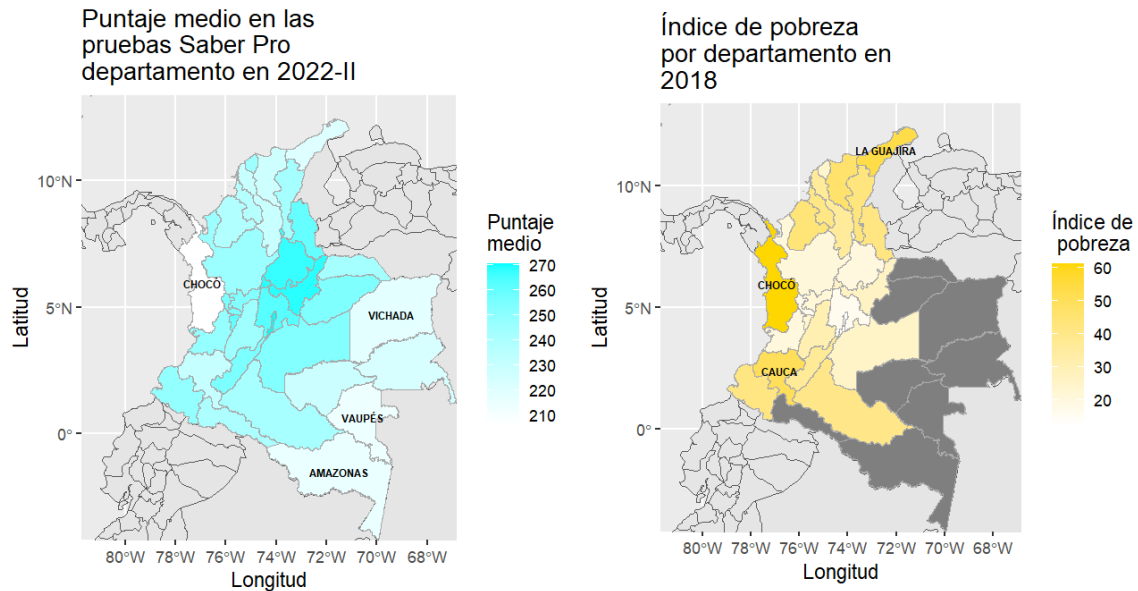 Puntaje medio en las
pruebas Saber Pro
departamento en 2022-II
10°N
5°N
0°
Latitud
80°W 78°W 76°W 74°W 72°W 70°W 68°W
Longitud
CHOCÓ
VICHADA
VAUPÉS
AMAZONAS
Puntaje
medio
270
260
250
240
230
220
210
Índice de pobreza
por departamento en
2018
10°N
5°N
0°
Latitud
80°W 78°W 76°W 74°W 72°W 70°W 68°W
Longitud
LA GUAJIRA
CHOCÓ
CAUCA
Índice de
pobreza
60
50
40
30
20